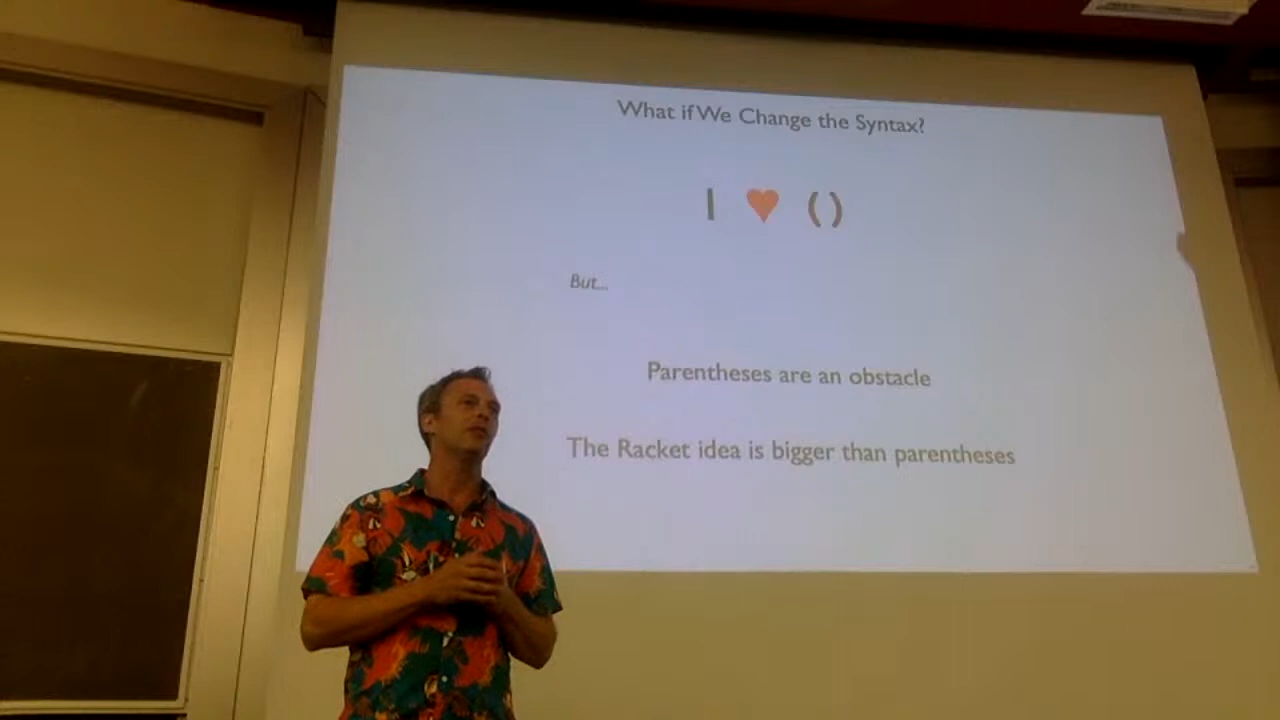 What if We Change the Syntax?
I ♥ ()
But...
Parentheses are an obstacle
The Racket idea is bigger than parentheses